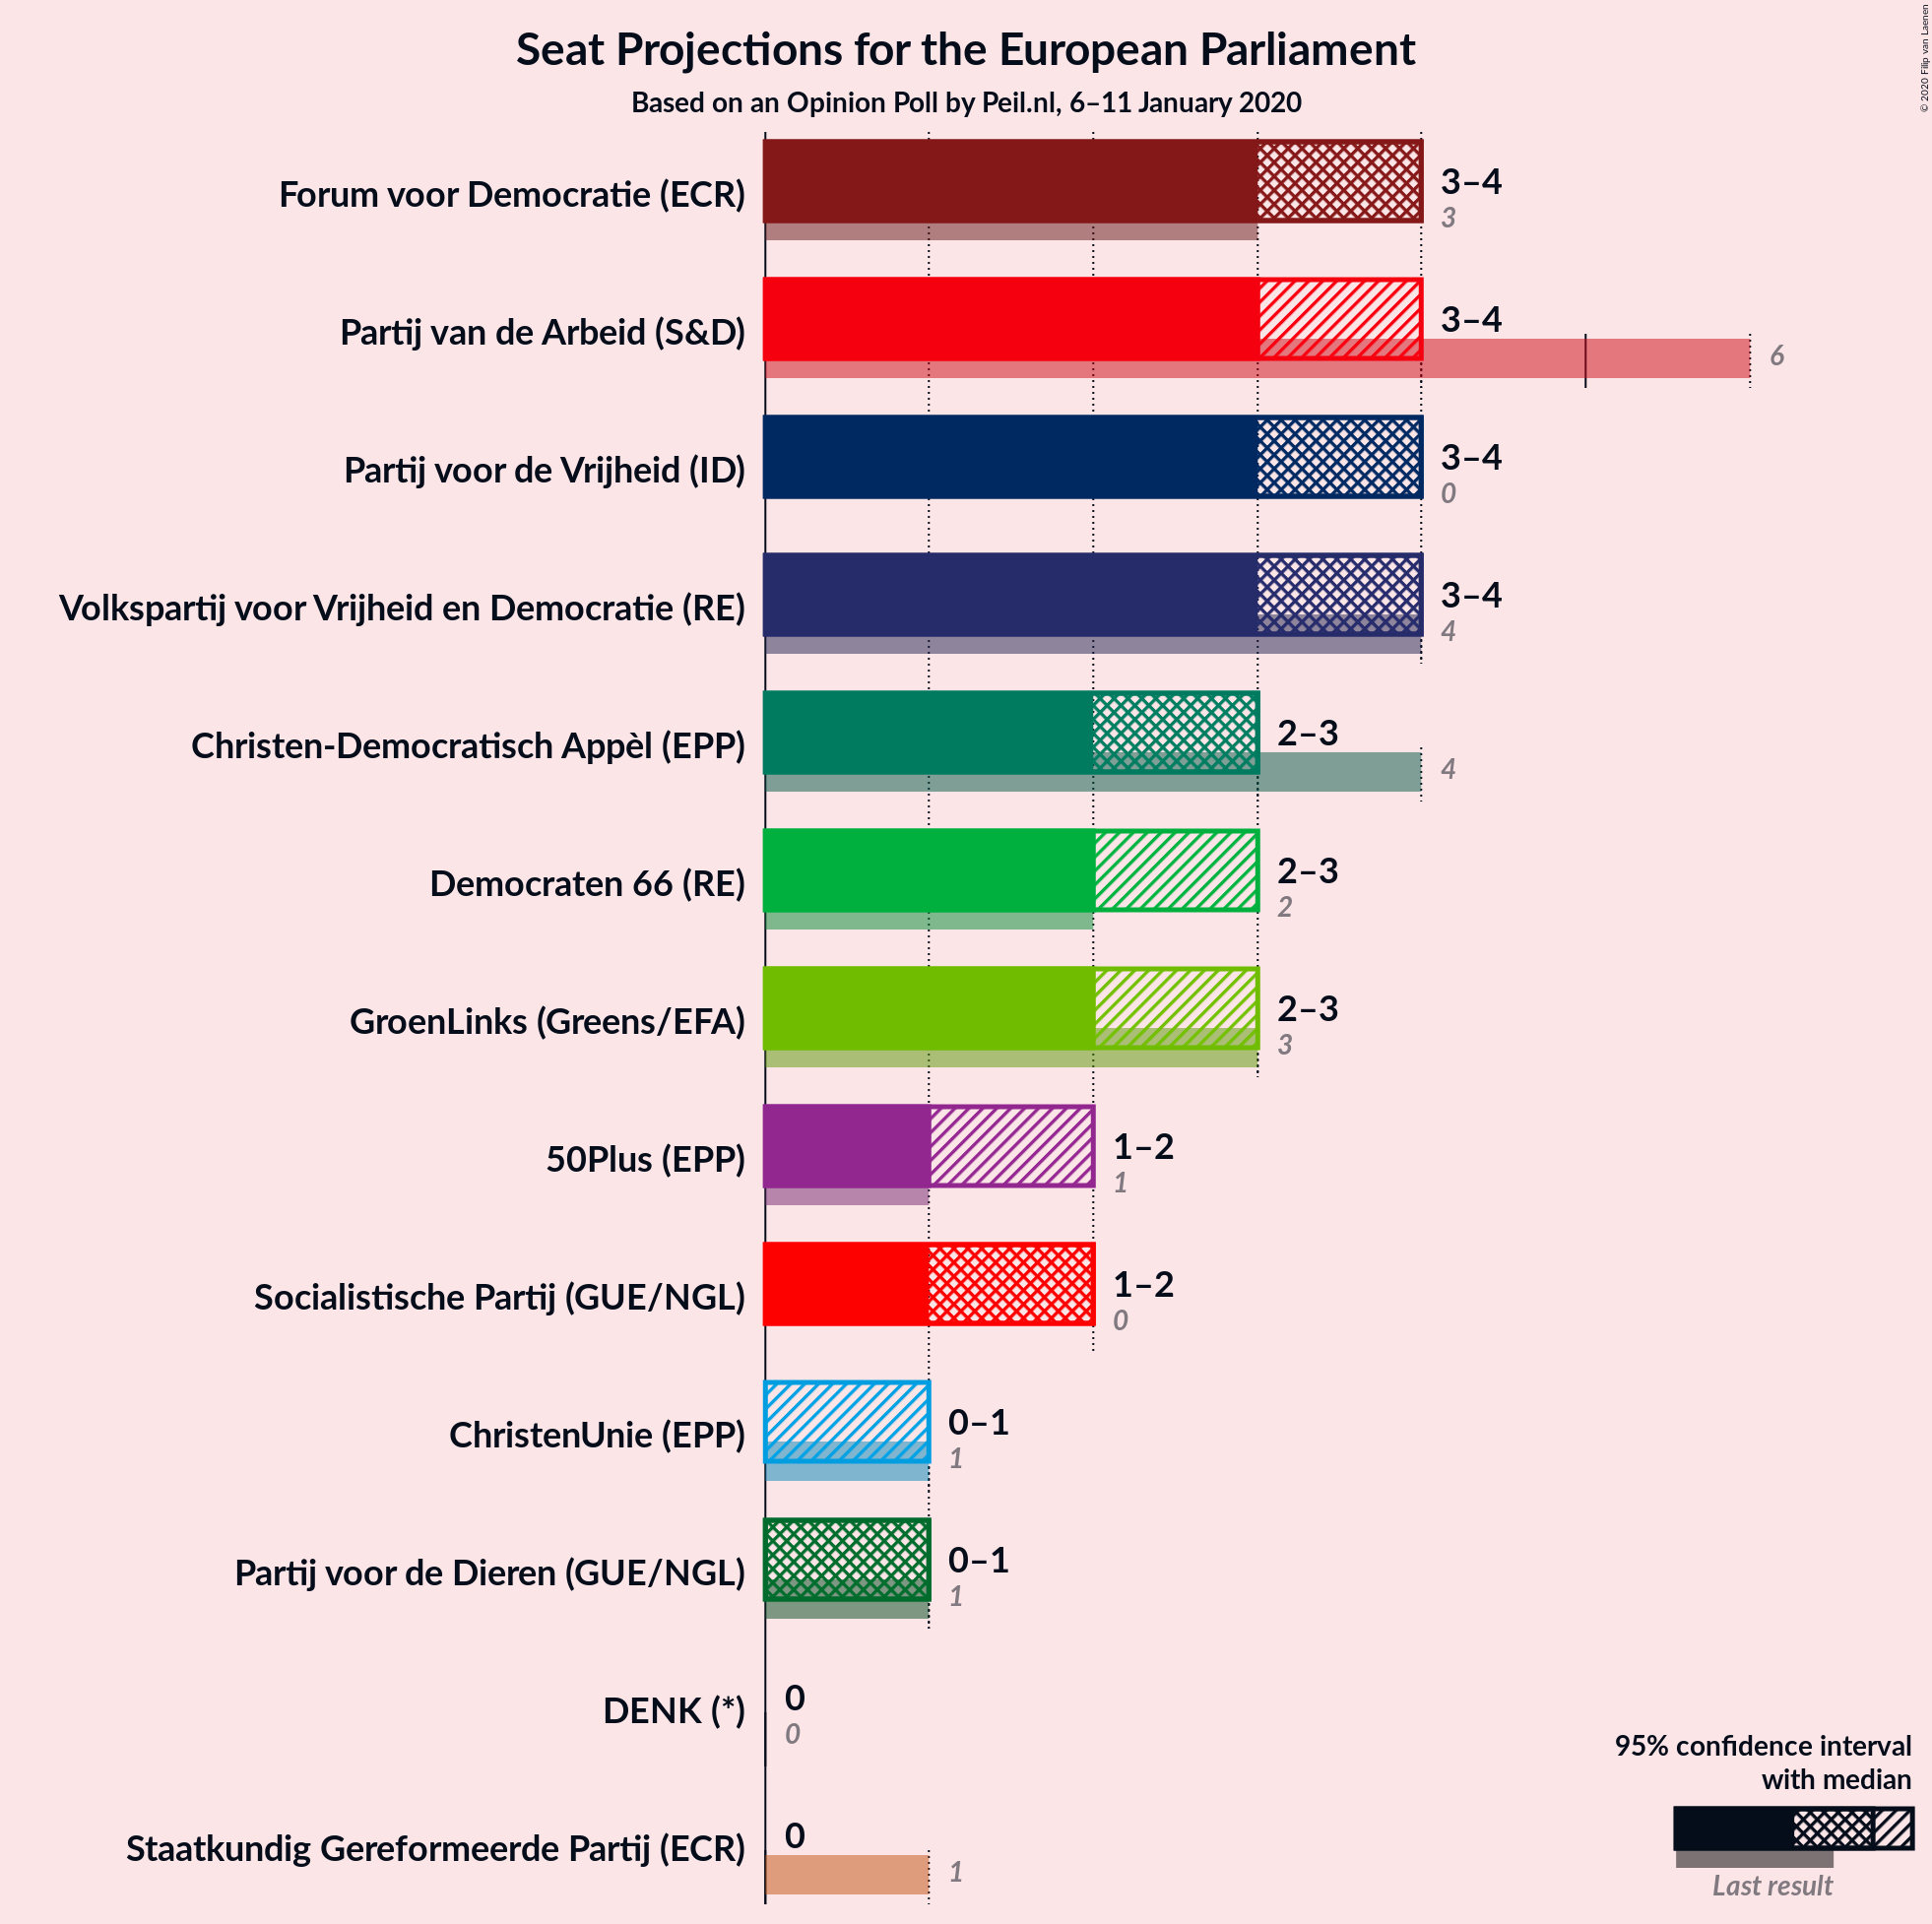 Seat Projections for the European Parliament
Based on an Opinion Poll by Peil.nl, 6–11 January 2020
© 2020 Filip van Laenen
Forum voor Democratie (ECR)
3–4
3
Partij van de Arbeid (S&D)
3–4
6
Partij voor de Vrijheid (ID)
3–4
0
Volkspartij voor Vrijheid en Democratie (RE)
3–4
4
Christen-Democratisch Appèl (EPP)
2–3
4
Democraten 66 (RE)
2–3
2
GroenLinks (Greens/EFA)
2–3
3
50Plus (EPP)
1–2
1
Socialistische Partij (GUE/NGL)
1–2
0
ChristenUnie (EPP)
0–1
1
Partij voor de Dieren (GUE/NGL)
0–1
1
DENK (*)
0
0
Staatkundig Gereformeerde Partij (ECR)
0
1
95% confidence interval
with median
Last result